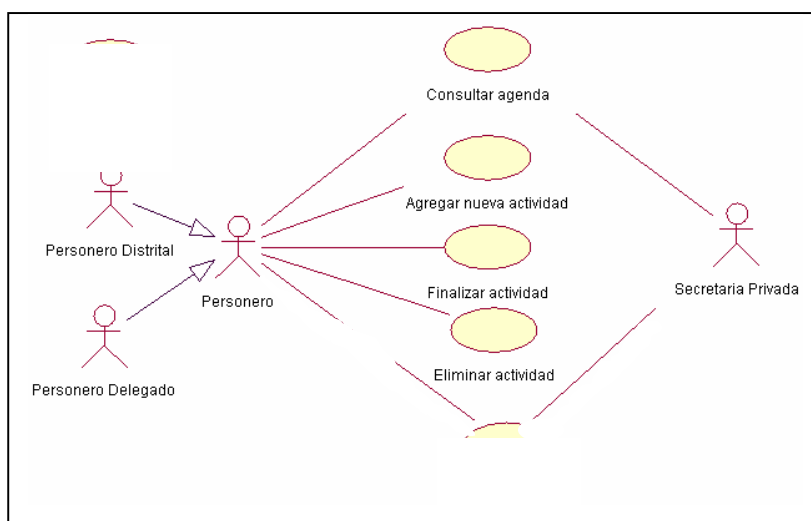 Consultar agenda
Agregar nueva actividad
Personero Distrital
Finalizar actividad
Secretaria Privada
Personero
Eliminar actividad
Personero Delegado